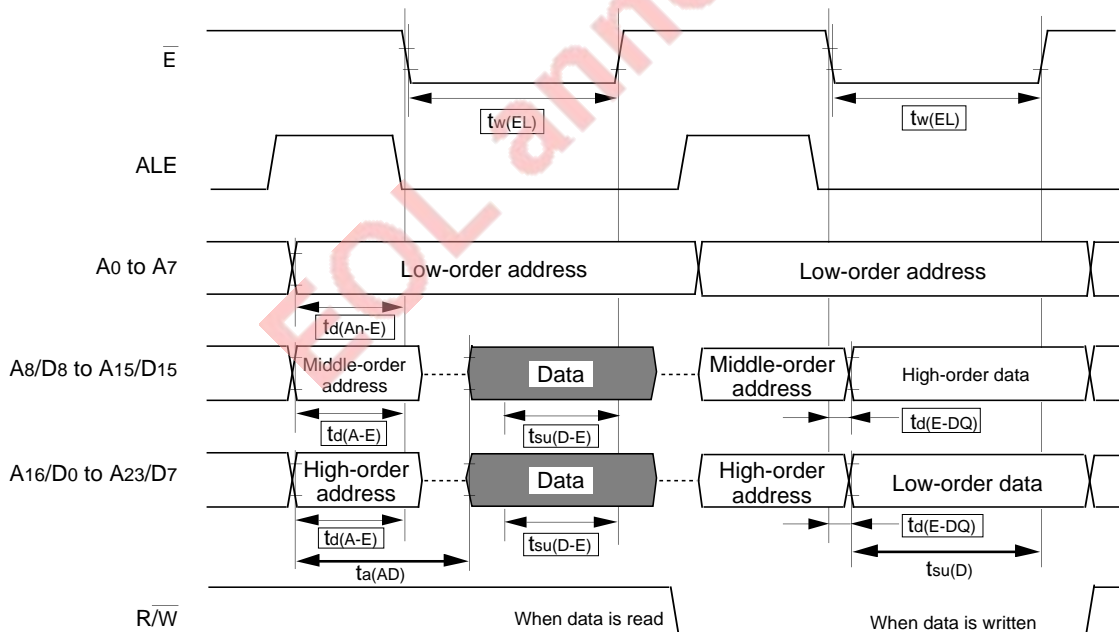 E
tw(EL) tw(EL)
ALE
A0 to A7 Low-order address Low-order address
td(An-E)
A8/D8 to A15/D15 Middle-order address Data Middle-order address High-order data
td(A-E) tsu(D-E) td(E-DQ)
A16/D0 to A23/D7 High-order address Data High-order address Low-order data
td(A-E) tsu(D-E) td(E-DQ)
ta(AD) tsu(D)
R/W When data is read When data is written
EOL ann